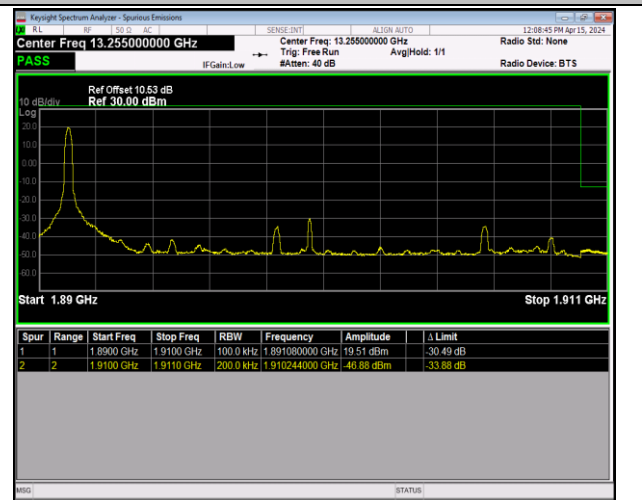 Keysight Spectrum Analyzer - Spurious Emissions
RL RF 50 Ω AC SENSE:INT ALIGN AUTO 12:08:45 PM Apr 15, 2024
Center Freq 13.255000000 GHz Center Freq: 13.255000000 GHz Radio Std: None
Trig: Free Run Avg|Hold: 1/1
PASS IFGain:Low #Atten: 40 dB Radio Device: BTS
Ref Offset 10.53 dB
10 dB/div Ref 30.00 dBm
Log
20.0
10.0
0.00
-10.0
-20.0
-30.0
-40.0
-50.0
-60.0
Start 1.89 GHz Stop 1.911 GHz
Spur Range Start Freq Stop Freq RBW Frequency Amplitude Δ Limit
1 1 1.8900 GHz 1.9100 GHz 100.0 kHz 1.891080000 GHz 19.51 dBm -30.49 dB
2 2 1.9100 GHz 1.9110 GHz 200.0 kHz 1.910244000 GHz -46.88 dBm -33.88 dB
MSG STATUS